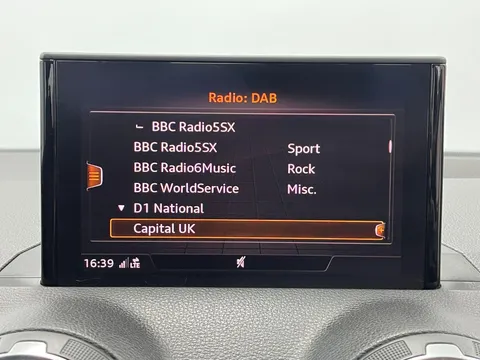 Radio: DAB
BBC Radio5SX
BBC Radio5SX Sport
BBC Radio6Music Rock
BBC WorldService Misc.
D1 National
Capital UK
16:39 LTE